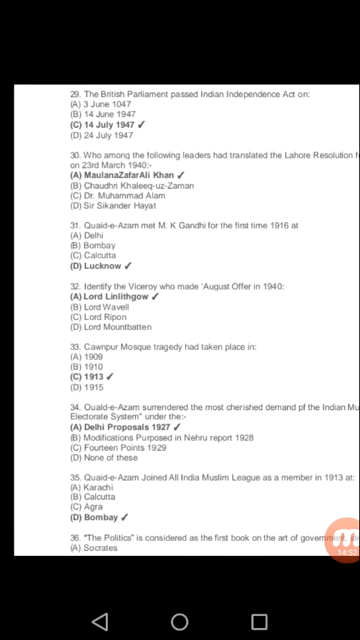 29. The British Parliament passed Indian Independence Act on:
(A) 3 June 1047
(B) 14 June 1947
(C) 14 July 1947 ✓
(D) 24 July 1947
30. Who among the following leaders had translated the Lahore Resolution
on 23rd March 1940:-
(A) MaulanaZafarAli Khan ✓
(B) Chaudhri Khaleeq-uz-Zaman
(C) Dr. Muhammad Alam
(D) Sir Sikander Hayat
31. Quaid-e-Azam met M. K Gandhi for the first time 1916 at
(A) Delhi
(B) Bombay
(C) Calcutta
(D) Lucknow ✓
32. Identify the Viceroy who made 'August Offer in 1940:
(A) Lord Linlithgow ✓
(B) Lord Wavell
(C) Lord Ripon
(D) Lord Mountbatten
33. Cawnpur Mosque tragedy had taken place in:
(A) 1909
(B) 1910
(C) 1913 ✓
(D) 1915
34. Quaid-e-Azam surrendered the most cherished demand pf the Indian Mu
Electorate System" under the:-
(A) Delhi Proposals 1927 ✓
(B) Modifications Purposed in Nehru report 1928
(C) Fourteen Points 1929
(D) None of these
35. Quaid-e-Azam Joined All India Muslim League as a member in 1913 at:
(A) Karachi
(B) Calcutta
(C) Agra
(D) Bombay ✓
36. "The Politics" is considered as the first book on the art of government,
(A) Socrates
14:52